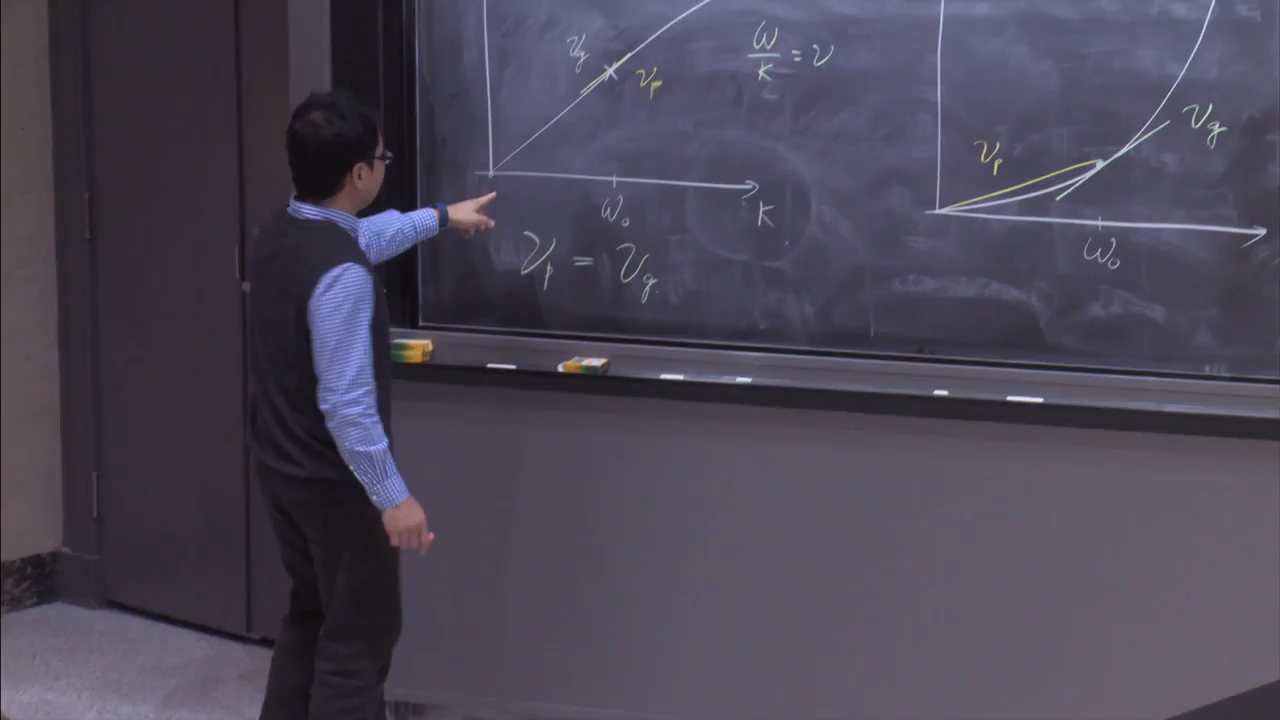 v_g
v_p
ω/k = v
ω₀
k
v_p = v_g
v_p
v_g
ω₀